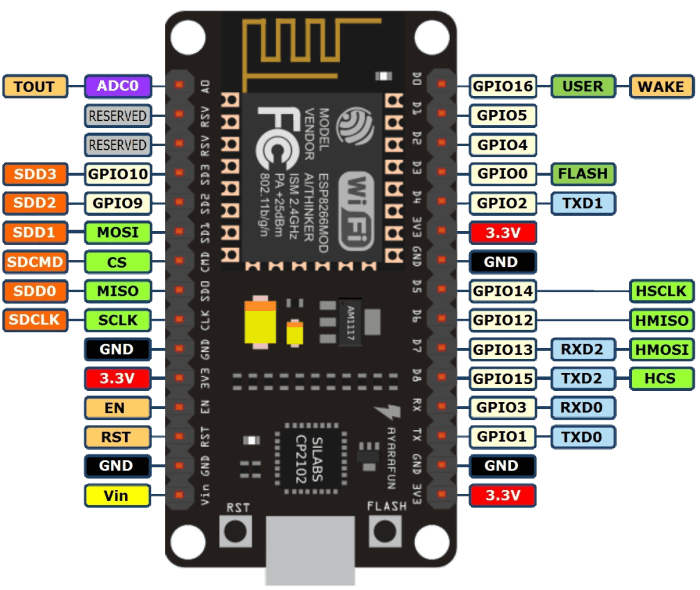 TOUT ADC0 A0 D0 GPIO16 USER WAKE
RESERVED RSV D1 GPIO5
RESERVED RSV D2 GPIO4
SDD3 GPIO10 SD3 D3 GPIO0 FLASH
SDD2 GPIO9 SD2 D4 GPIO2 TXD1
SDD1 MOSI SD1 3V3 3.3V
SDCMD CS CMD GND GND
SDD0 MISO SD0 D5 GPIO14 HSCLK
SDCLK SCLK CLK D6 GPIO12 HMISO
GND GND D7 GPIO13 RXD2 HMOSI
3.3V 3V3 D8 GPIO15 TXD2 HCS
EN EN RX GPIO3 RXD0
RST RST TX GPIO1 TXD0
GND GND GND GND
Vin Vin 3V3 3.3V
MODEL ESP8266MOD
VENDOR AI/THINKER
ISM 2.4GHz
PA +25dBm
802.11b/g/n
FC
Wi Fi
AM1117
SILABS
CP2102
AYARAFUN
RST
FLASH